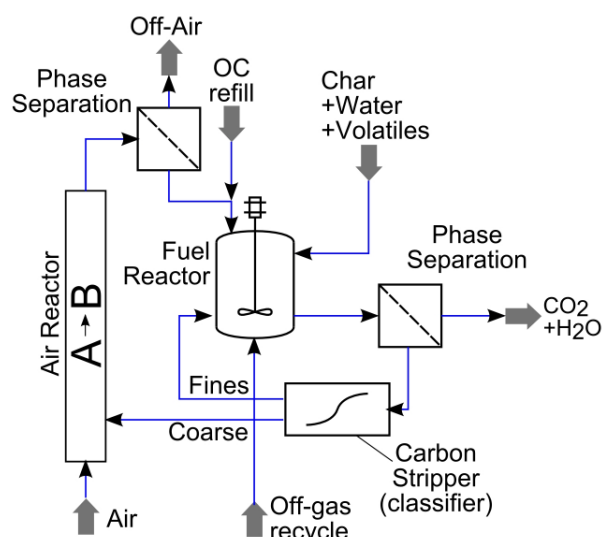 Off-Air
Phase
Separation
OC
refill
Char
+Water
+Volatiles
Fuel
Reactor
Phase
Separation
Air Reactor
A→B
CO2
+H2O
Fines
Coarse
Carbon
Stripper
(classifier)
Air
Off-gas
recycle